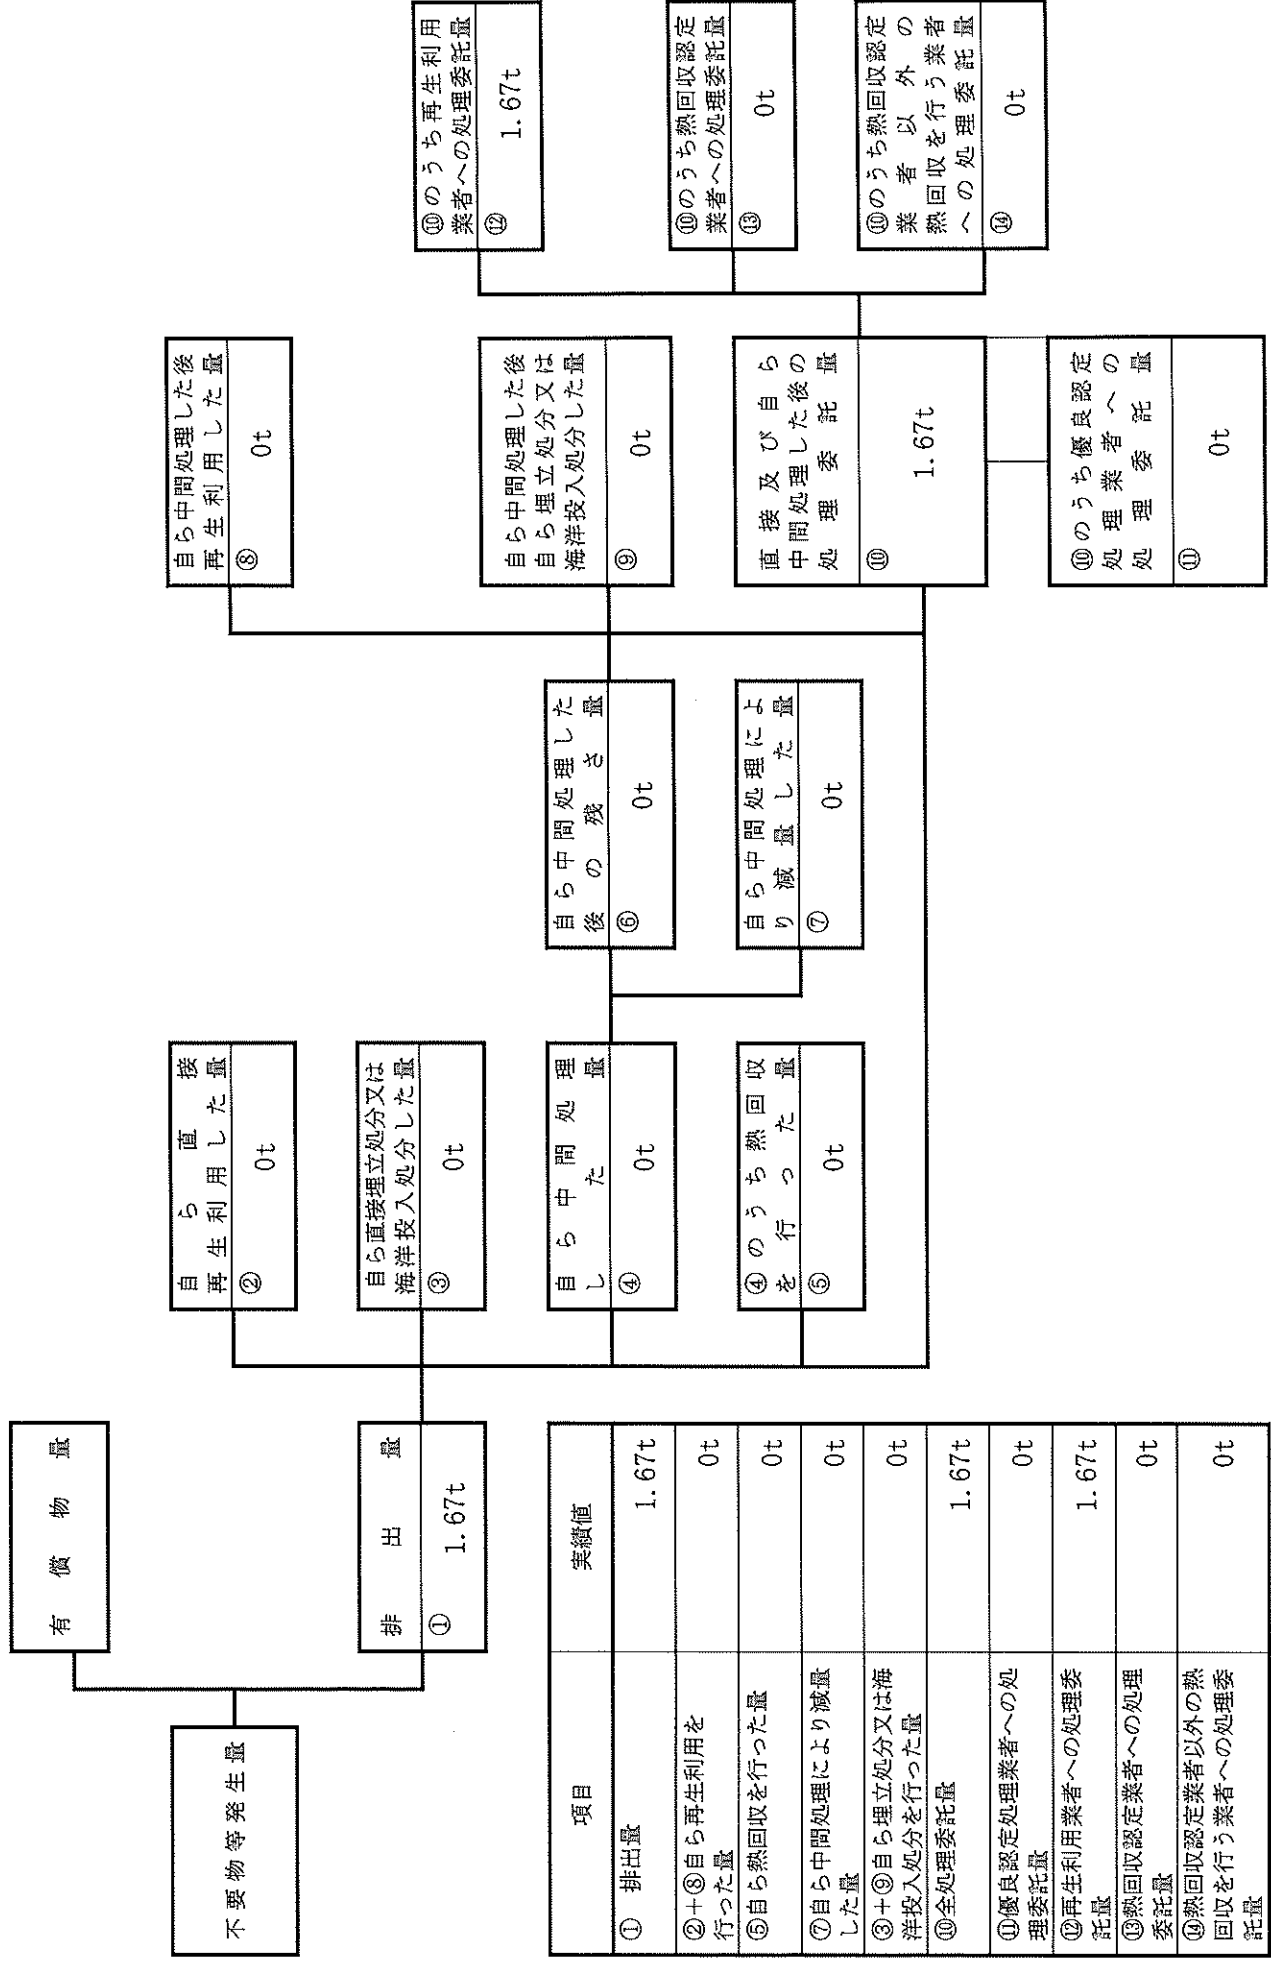 不要物等発生量
有償物量
排出量
① 1.67t
自ら直接
再生利用した量
② 0t
自ら直接埋立処分又は
海洋投入処分した量
③ 0t
自ら中間処理
した量
④ 0t
④のうち熱回収
を行った量
⑤ 0t
自ら中間処理した
後の残さ量
⑥ 0t
自ら中間処理によ
り減量した量
⑦ 0t
自ら中間処理した後
再生利用した量
⑧ 0t
自ら中間処理した後
自ら埋立処分又は
海洋投入処分した量
⑨ 0t
直接及び自ら
中間処理した後の
処理委託量
⑩ 1.67t
⑩のうち優良認定
処理業者への
処理委託量
⑪ 0t
⑩のうち再生利用
業者への処理委託量
⑫ 1.67t
⑩のうち熱回収認定
業者への処理委託量
⑬ 0t
⑩のうち熱回収認定
業者以外の
熱回収を行う業者
への処理委託量
⑭ 0t
項目 実績値
① 排出量 1.67t
②+⑧自ら再生利用を
行った量 0t
⑤自ら熱回収を行った量 0t
⑦自ら中間処理により減量
した量 0t
③+⑨自ら埋立処分又は海
洋投入処分を行った量 0t
⑩全処理委託量 1.67t
⑪優良認定処理業者への処
理委託量 0t
⑫再生利用業者への処理委
託量 1.67t
⑬熱回収認定業者への処理
委託量 0t
⑭熱回収認定業者以外の熱
回収を行う業者への処理委
託量 0t